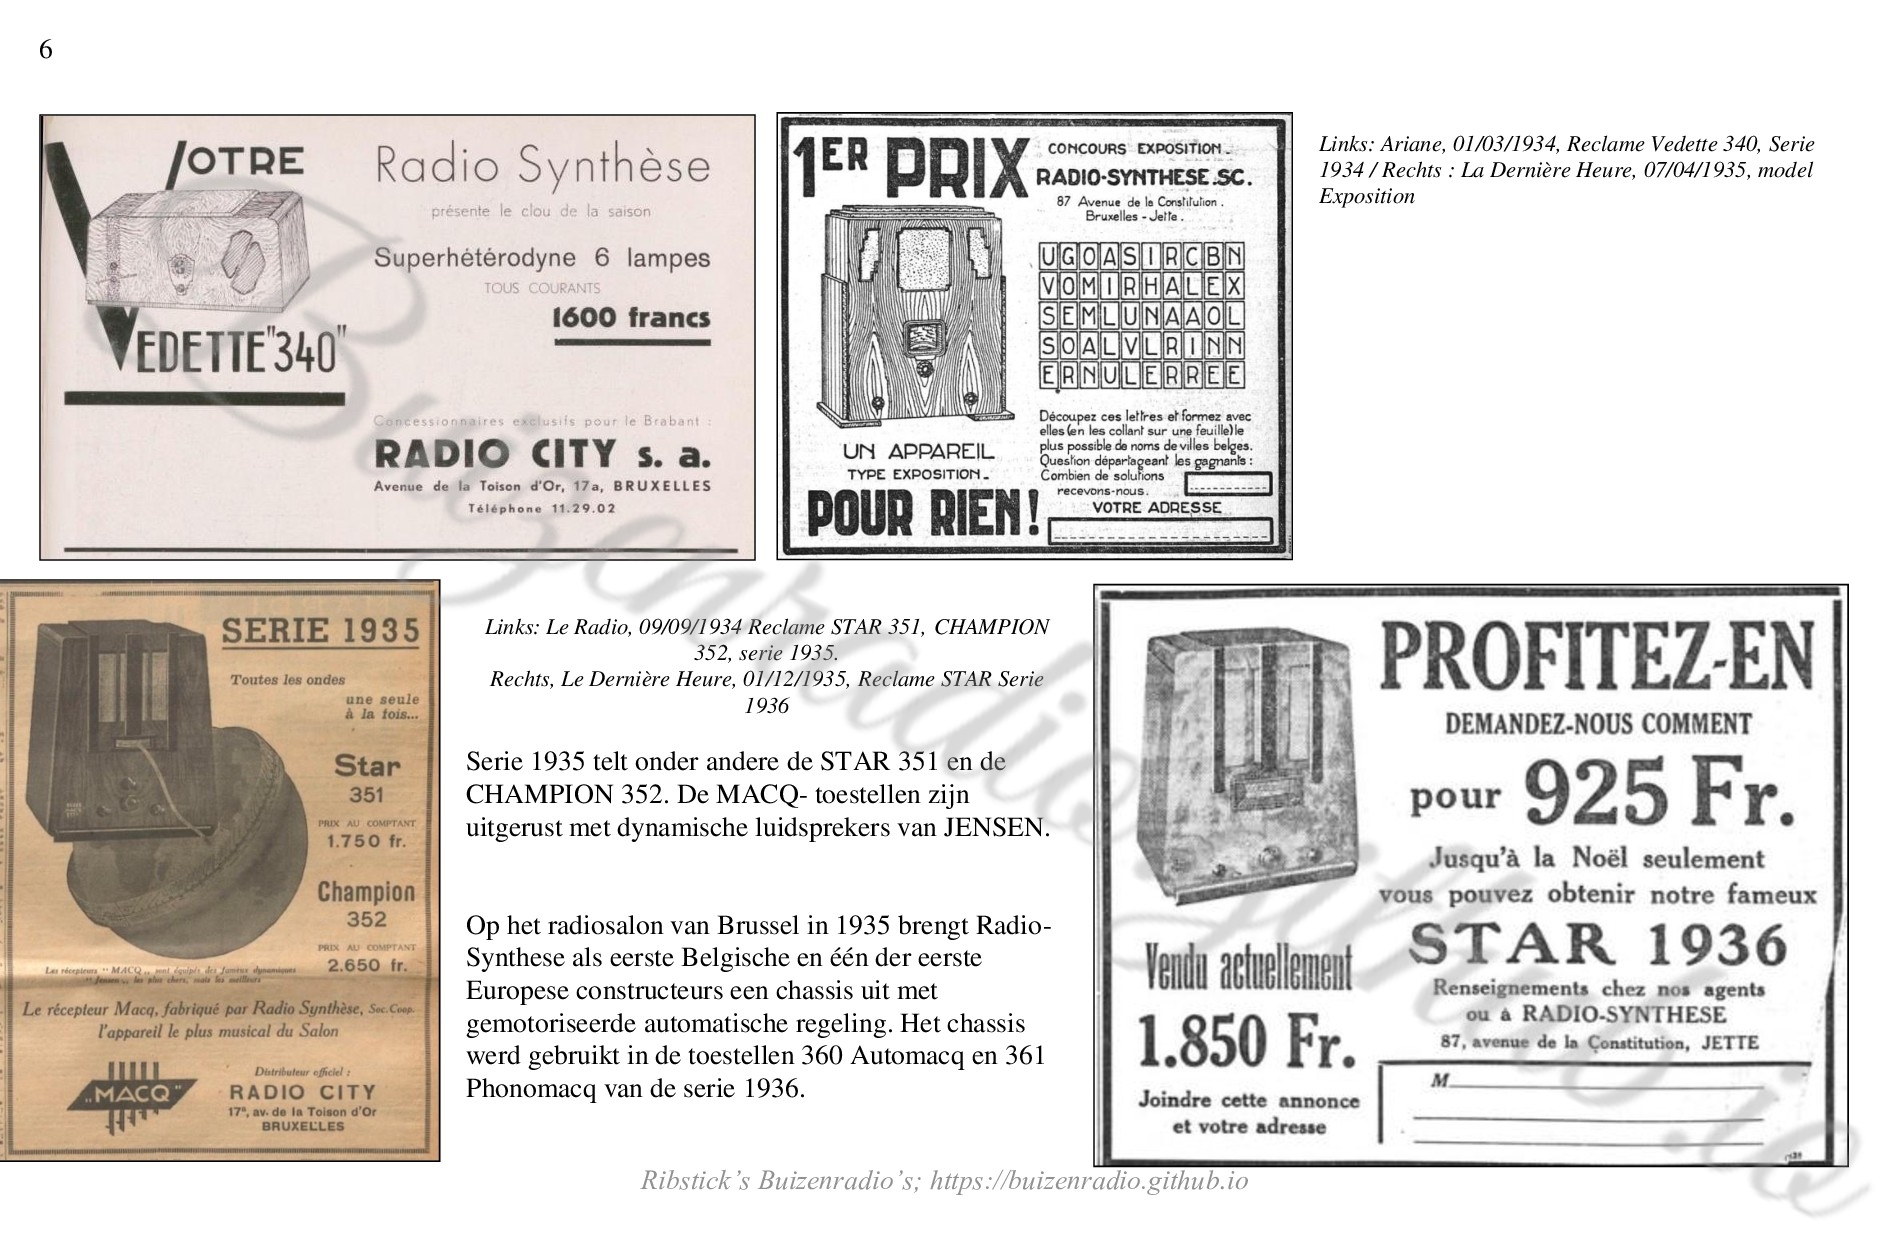 6
VOTRE
VEDETTE "340"
Radio Synthèse
présente le clou de la saison
Superhétérodyne 6 lampes
TOUS COURANTS
1600 francs
Concessionnaires exclusifs pour le Brabant :
RADIO CITY s. a.
Avenue de la Toison d'Or, 17a, BRUXELLES
Téléphone 11.29.02
1ER PRIX
CONCOURS EXPOSITION.
RADIO-SYNTHESE.SC.
87 Avenue de la Constitution.
Bruxelles - Jette.
UGOASIRCBN
VOMIRHALEX
SEMLUNAAOL
SOALVLRINN
ERNULERREE
Découpez ces lettres et formez avec
elles (en les collant sur une feuille) le
plus possible de noms de villes belges.
Question départageant les gagnants :
Combien de solutions
recevons-nous.
VOTRE ADRESSE
UN APPAREIL
TYPE EXPOSITION.
POUR RIEN!
Links: Ariane, 01/03/1934, Reclame Vedette 340, Serie
1934 / Rechts : La Dernière Heure, 07/04/1935, model
Exposition
SERIE 1935
Toutes les ondes
une seule
à la fois...
Star
351
PRIX AU COMPTANT
1.750 fr.
Champion
352
PRIX AU COMPTANT
2.650 fr.
Les récepteurs "MACQ" sont équipés des fameux dynamiques
"Jensen", les plus chers, mais les meilleurs
Le récepteur Macq, fabriqué par Radio Synthèse, Soc. Coop.
l'appareil le plus musical du Salon
„MACQ"
Distributeur officiel :
RADIO CITY
17ª, av. de la Toison d'Or
BRUXELLES
Links: Le Radio, 09/09/1934 Reclame STAR 351, CHAMPION
352, serie 1935.
Rechts, Le Dernière Heure, 01/12/1935, Reclame STAR Serie
1936
Serie 1935 telt onder andere de STAR 351 en de
CHAMPION 352. De MACQ- toestellen zijn
uitgerust met dynamische luidsprekers van JENSEN.
Op het radiosalon van Brussel in 1935 brengt Radio-
Synthese als eerste Belgische en één der eerste
Europese constructeurs een chassis uit met
gemotoriseerde automatische regeling. Het chassis
werd gebruikt in de toestellen 360 Automacq en 361
Phonomacq van de serie 1936.
PROFITEZ-EN
DEMANDEZ-NOUS COMMENT
pour 925 Fr.
Jusqu'à la Noël seulement
vous pouvez obtenir notre fameux
STAR 1936
Renseignements chez nos agents
ou à RADIO-SYNTHESE
87, avenue de la Constitution, JETTE
M
Vendu actuellement
1.850 Fr.
Joindre cette annonce
et votre adresse
Ribstick's Buizenradio's; https://buizenradio.github.io
Buizenradio.github.io